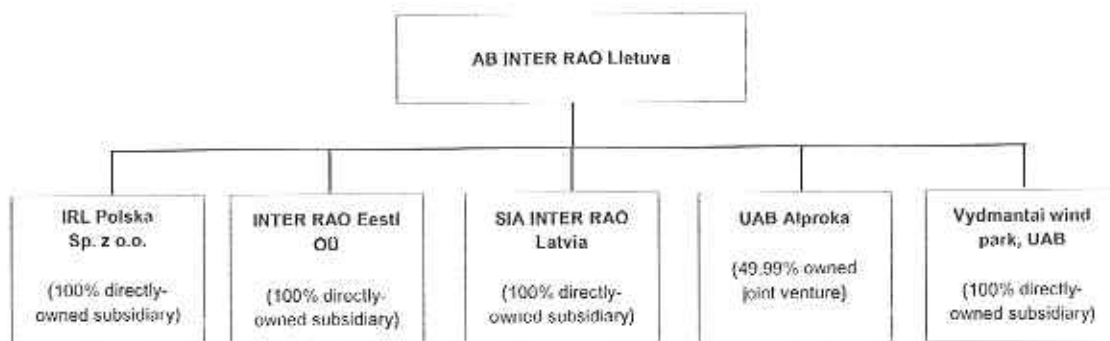 AB INTER RAO Lietuva
IRL Polska
Sp. z o.o.
(100% directly-
owned subsidiary)
INTER RAO Eesti
OÜ
(100% directly-
owned subsidiary)
SIA INTER RAO
Latvia
(100% directly-
owned subsidiary)
UAB Alproka
(49.99% owned
joint venture)
Vydmantai wind
park, UAB
(100% directly-
owned subsidiary)